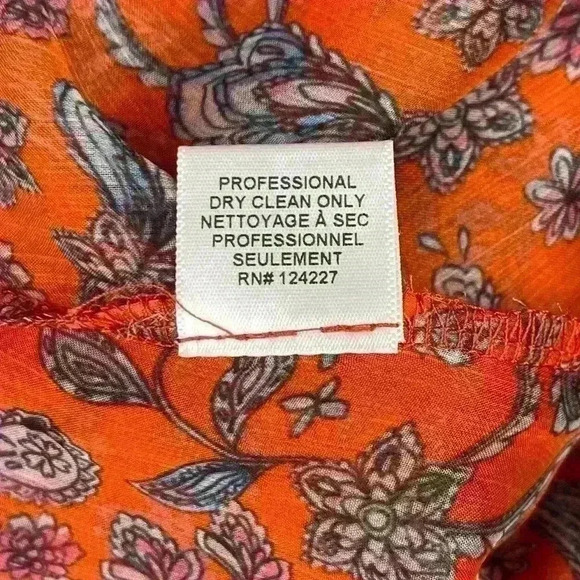 PROFESSIONAL
DRY CLEAN ONLY
NETTOYAGE À SEC
PROFESSIONNEL
SEULEMENT
RN# 124227